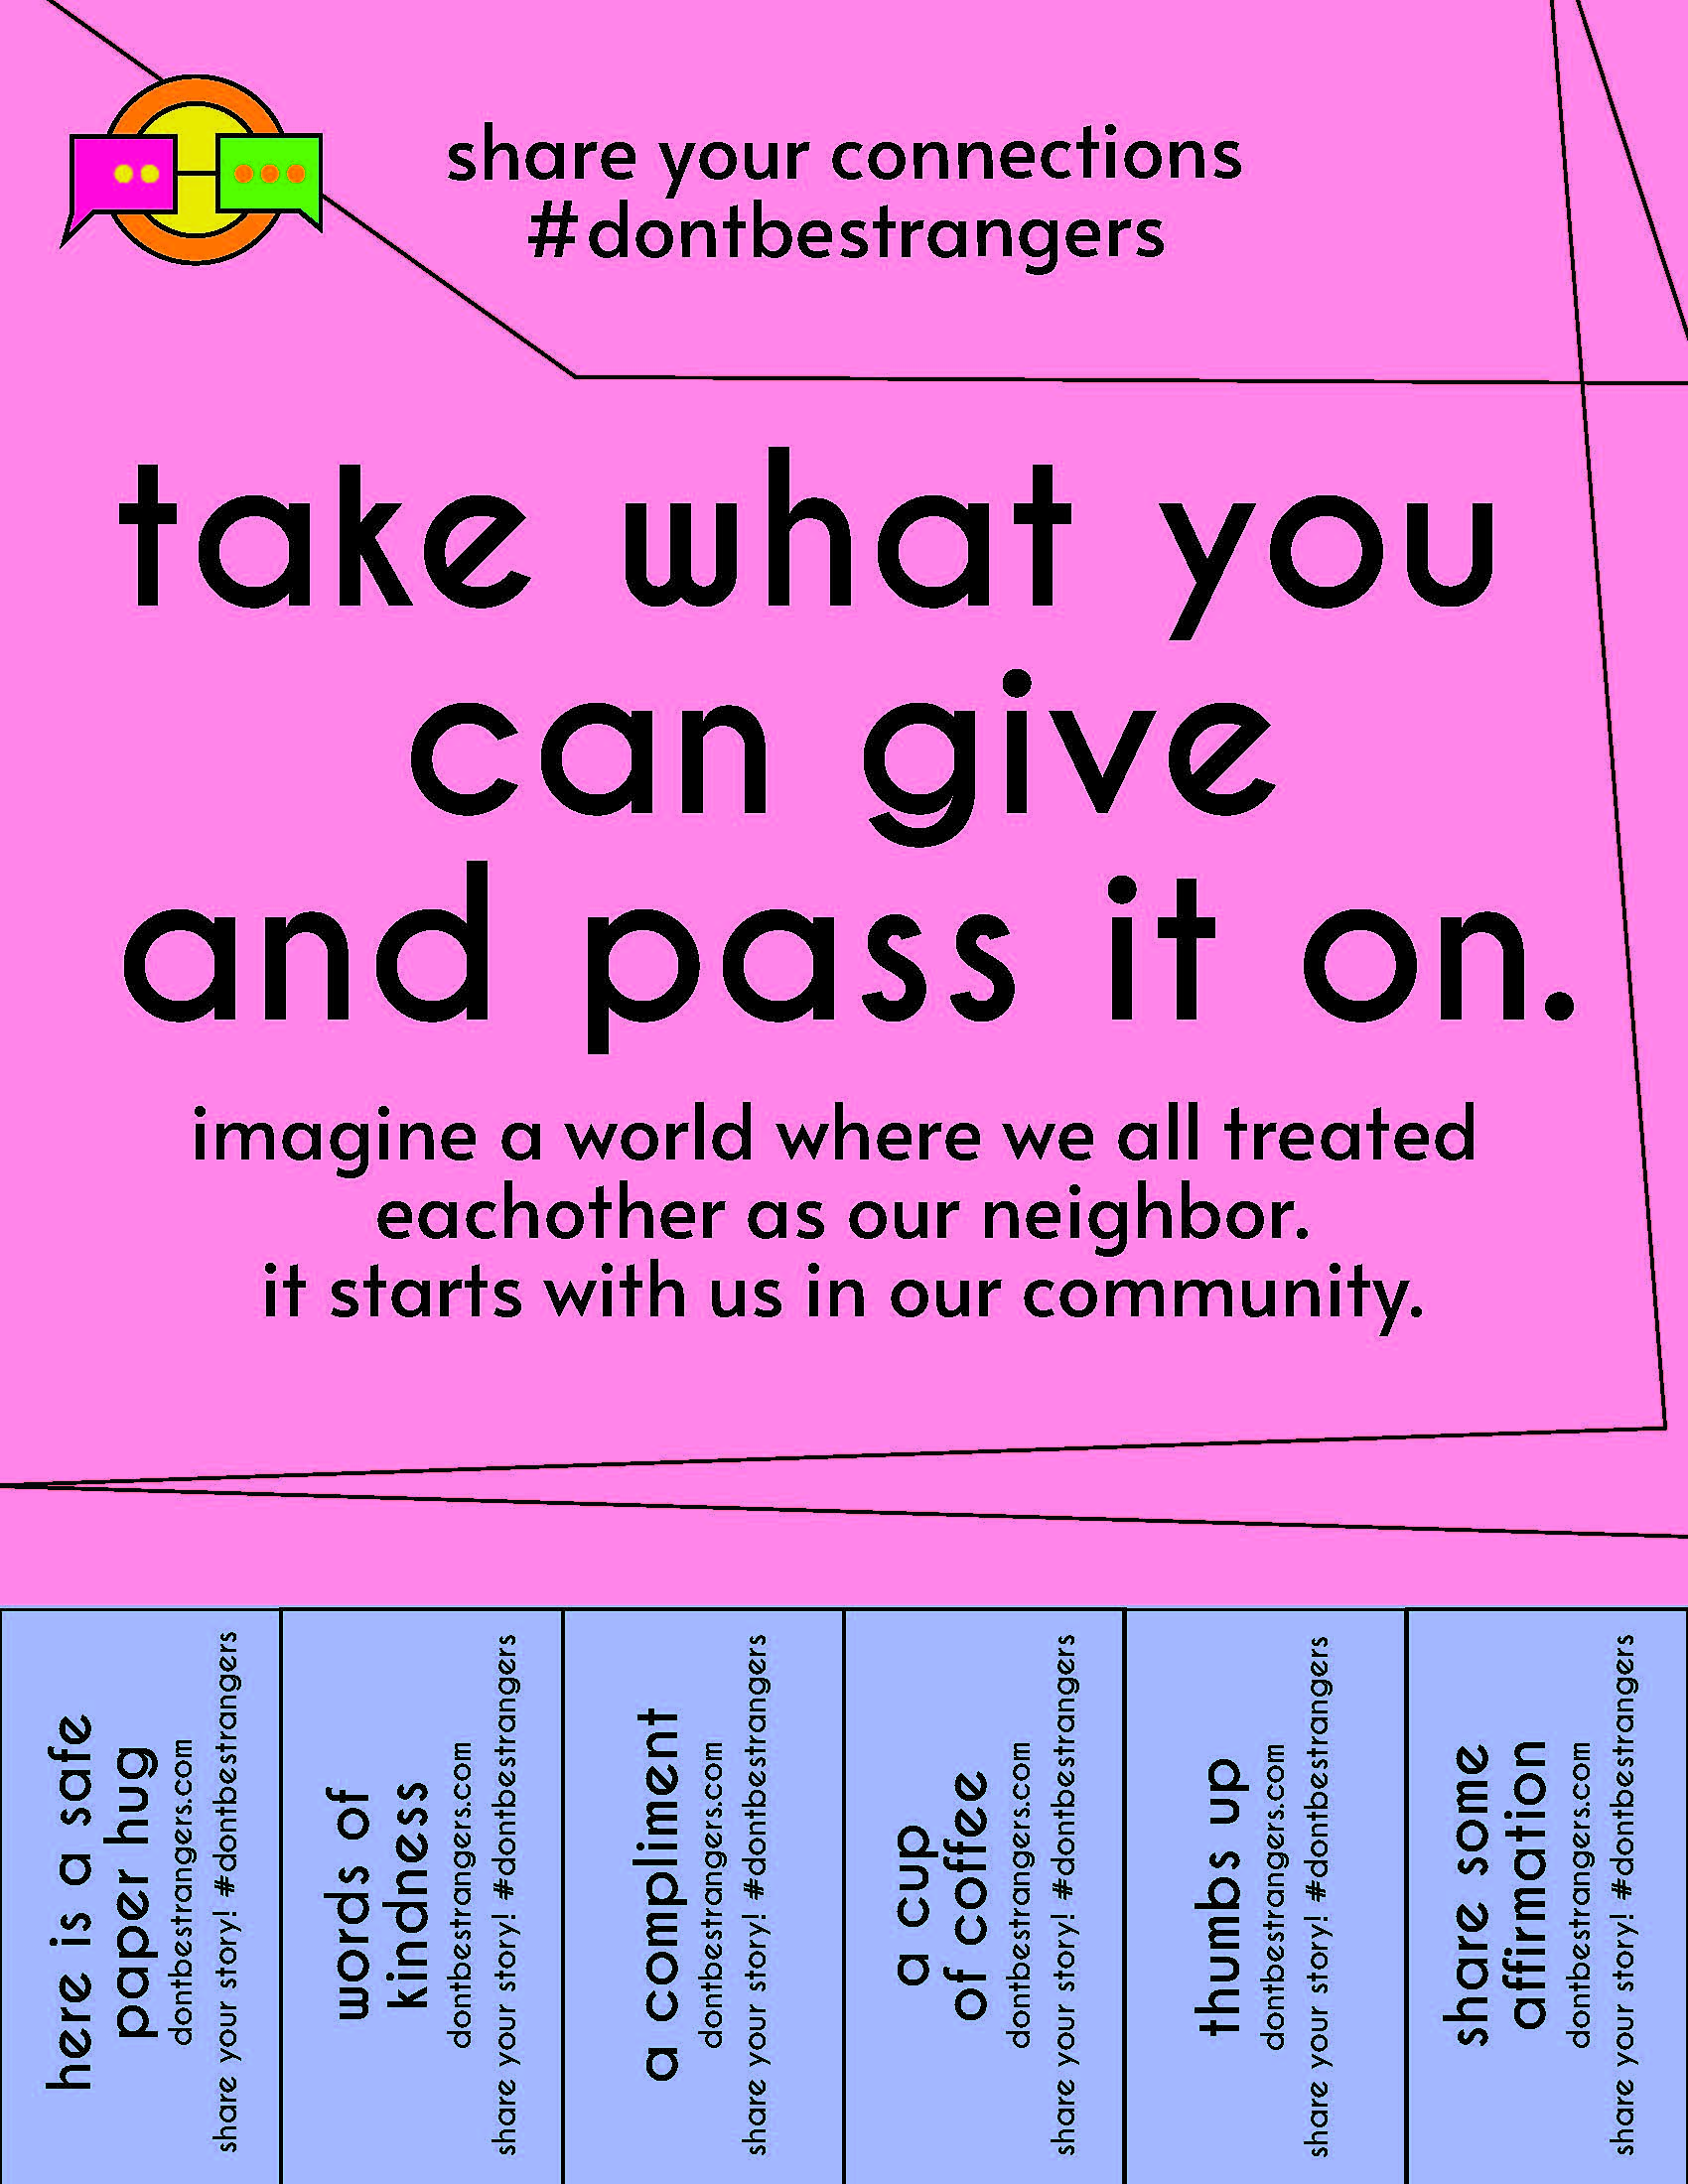 share your connections
#dontbestrangers
take what you
can give
and pass it on.
imagine a world where we all treated
eachother as our neighbor.
it starts with us in our community.
here is a safe
paper hug
dontbestrangers.com
share your story! #dontbestrangers
words of
kindness
dontbestrangers.com
share your story! #dontbestrangers
a compliment
dontbestrangers.com
share your story! #dontbestrangers
a cup
of coffee
dontbestrangers.com
share your story! #dontbestrangers
thumbs up
dontbestrangers.com
share your story! #dontbestrangers
share some
affirmation
dontbestrangers.com
share your story! #dontbestrangers